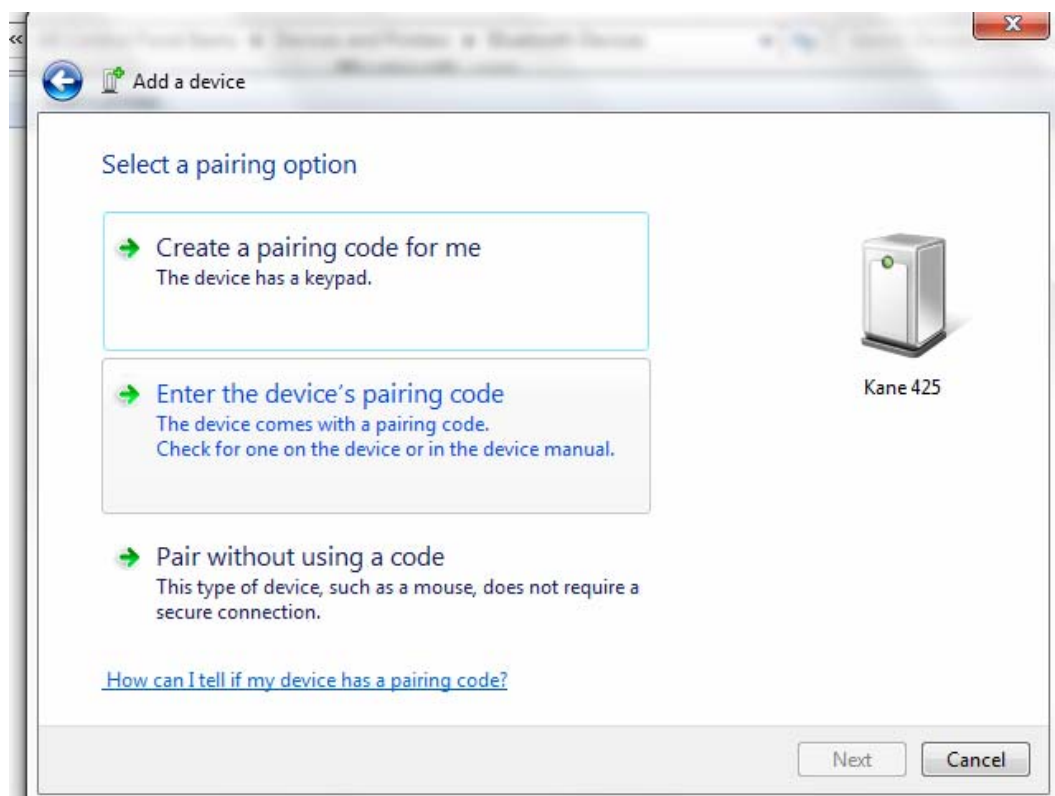 «
x
Add a device
Select a pairing option
Create a pairing code for me
The device has a keypad.
Enter the device's pairing code
The device comes with a pairing code.
Check for one on the device or in the device manual.
Kane 425
Pair without using a code
This type of device, such as a mouse, does not require a
secure connection.
How can I tell if my device has a pairing code?
Next
Cancel